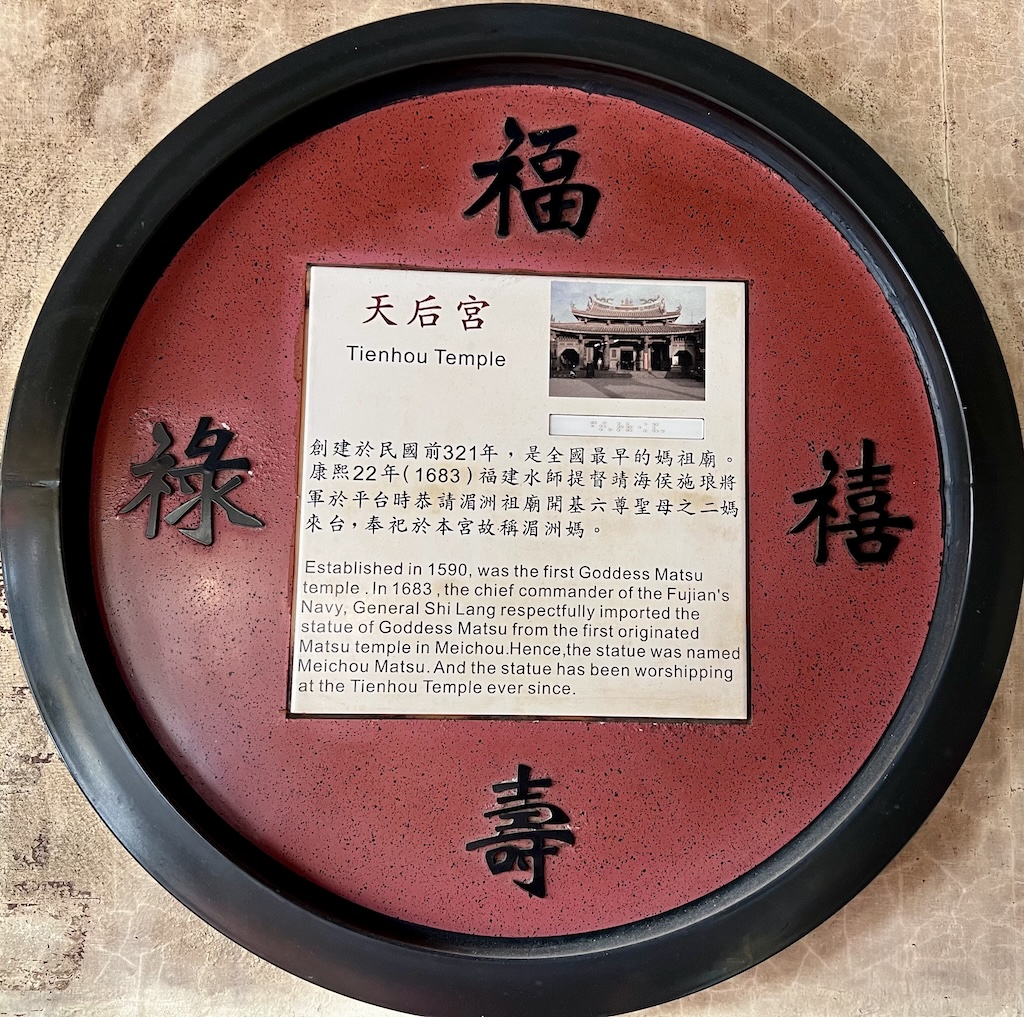 福
天后宮
Tienhou Temple
創建於民國前321年，是全國最早的媽祖廟。
康熙22年(1683)福建水師提督靖海侯施琅將
軍於平台時恭請湄洲祖廟開基六尊聖母之二媽
來台，奉祀於本宮故稱湄洲媽。
Established in 1590, was the first Goddess Matsu
temple . In 1683 , the chief commander of the Fujian's
Navy, General Shi Lang respectfully imported the
statue of Goddess Matsu from the first originated
Matsu temple in Meichou.Hence,the statue was named
Meichou Matsu. And the statue has been worshipping
at the Tienhou Temple ever since.
祿
禧
壽